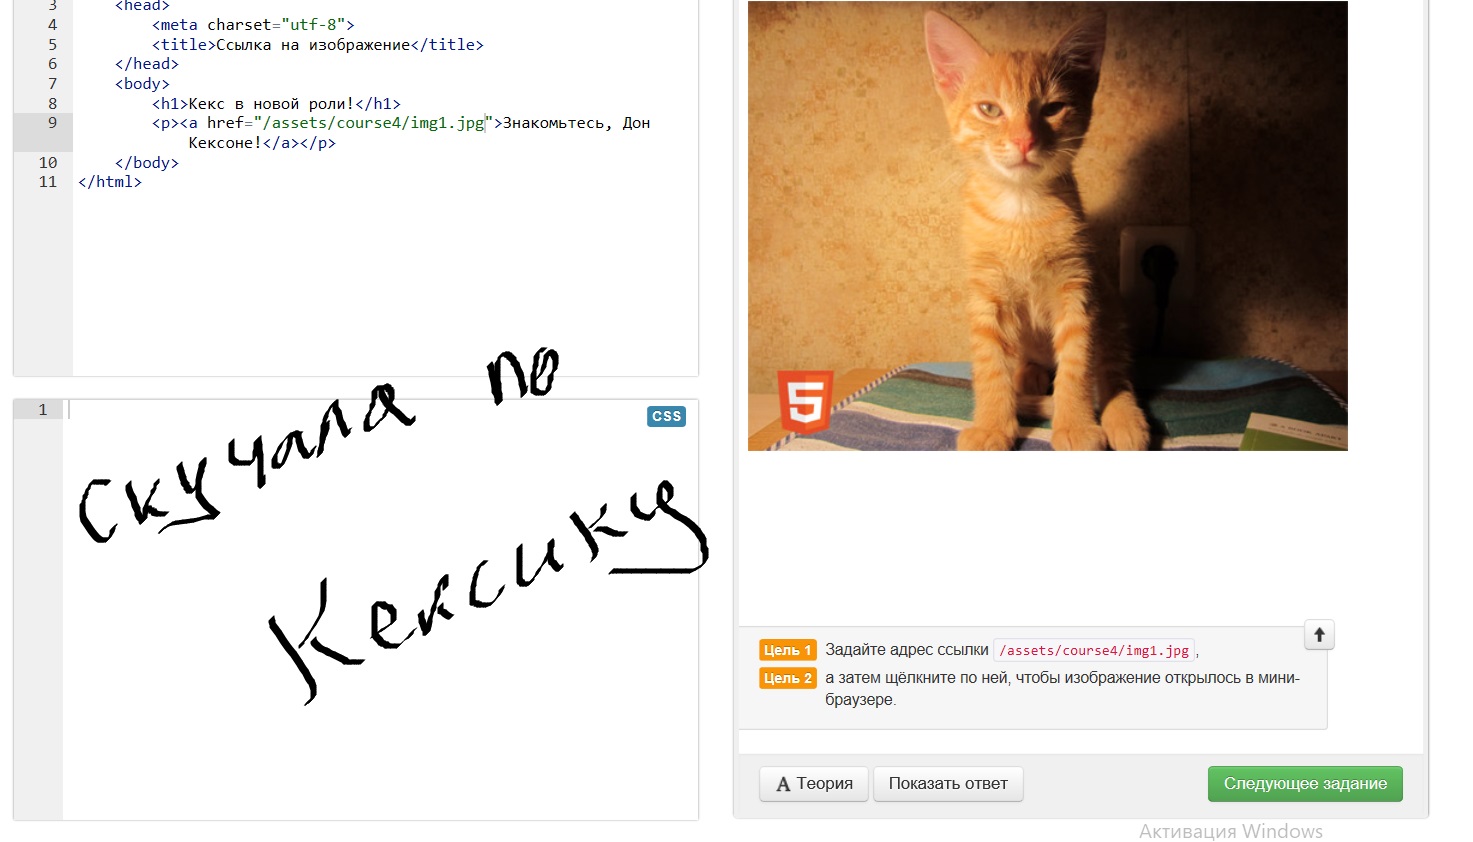 3 <head>
4 <meta charset="utf-8">
5 <title>Ссылка на изображение</title>
6 </head>
7 <body>
8 <h1>Кекс в новой роли!</h1>
9 <p><a href="/assets/course4/img1.jpg">Знакомьтесь, Дон
Кексоне!</a></p>
10 </body>
11 </html>
1
CSS
скучала по
Кексику
5
Цель 1 Задайте адрес ссылки /assets/course4/img1.jpg,
Цель 2 а затем щёлкните по ней, чтобы изображение открылось в мини-
браузере.
A Теория Показать ответ Следующее задание
Активация Windows